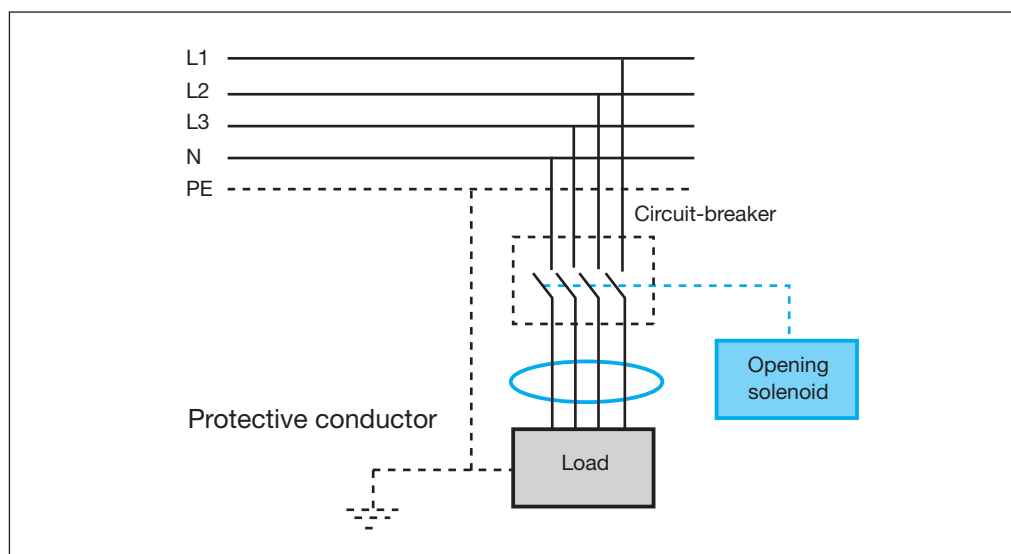 L1
L2
L3
N
PE
Circuit-breaker
Opening
solenoid
Protective conductor
Load